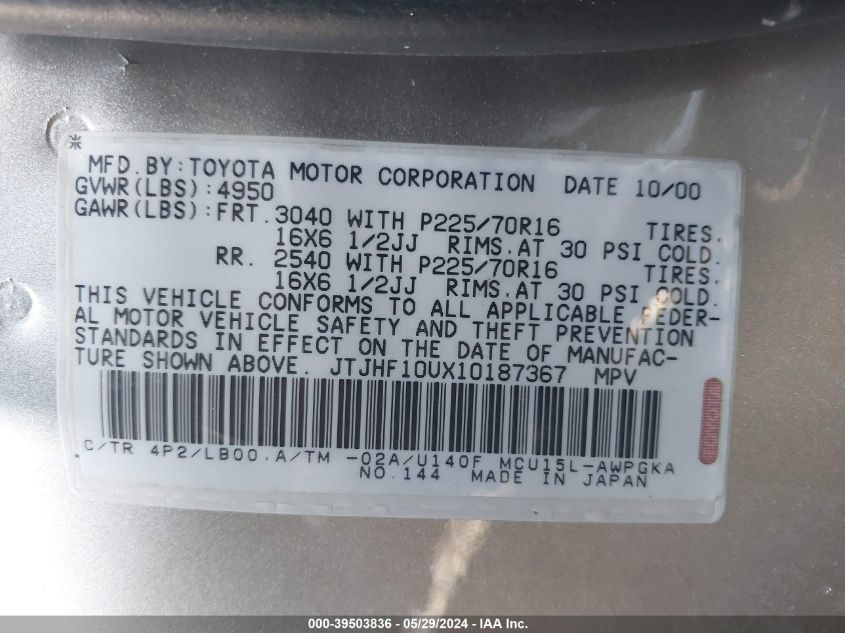 MFD.BY:TOYOTA MOTOR CORPORATION DATE 10/00
GVWR(LBS):4950
GAWR(LBS):FRT. 3040 WITH P225/70R16 TIRES.
16X6 1/2JJ RIMS.AT 30 PSI COLD.
RR. 2540 WITH P225/70R16 TIRES.
16X6 1/2JJ RIMS.AT 30 PSI COLD.
THIS VEHICLE CONFORMS TO ALL APPLICABLE FEDER-
AL MOTOR VEHICLE SAFETY AND THEFT PREVENTION
STANDARDS IN EFFECT ON THE DATE OF MANUFAC-
TURE SHOWN ABOVE. JTJHF10UX10187367 MPV
C/TR 4P2/LB00.A/TM -02A/U140F MCU15L-AWPGKA
NO.144 MADE IN JAPAN
000-39503836 - 05/29/2024 - IAA Inc.